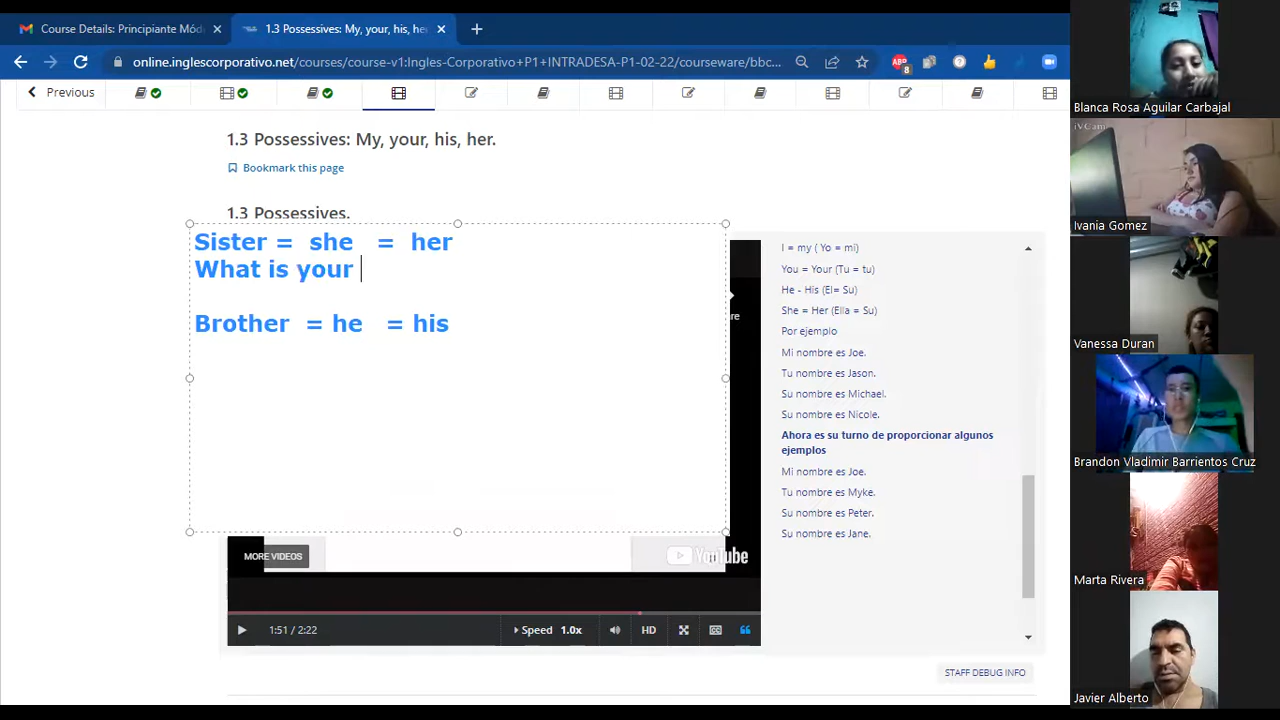 Course Details: Principiante Mód
1.3 Possessives: My, your, his, he
online.inglescorporativo.net/courses/course-v1:Ingles-Corporativo+P1+INTRADESA-P1-02-22/courseware/bbc...
ABP
8
Previous
1.3 Possessives: My, your, his, her.
Bookmark this page
1.3 Possessives.
Sister = she = her
What is your
Brother = he = his
I = my ( Yo = mi)
You = Your (Tu = tu)
He - His (El= Su)
She = Her (Ella = Su)
Por ejemplo
Mi nombre es Joe.
Tu nombre es Jason.
Su nombre es Michael.
Su nombre es Nicole.
Ahora es su turno de proporcionar algunos
ejemplos
Mi nombre es Joe.
Tu nombre es Myke.
Su nombre es Peter.
Su nombre es Jane.
MORE VIDEOS
YouTube
1:51 / 2:22
Speed 1.0x
HD
STAFF DEBUG INFO
Blanca Rosa Aguilar Carbajal
iVCam
Ivania Gomez
Vanessa Duran
Brandon Vladimir Barrientos Cruz
Marta Rivera
Javier Alberto